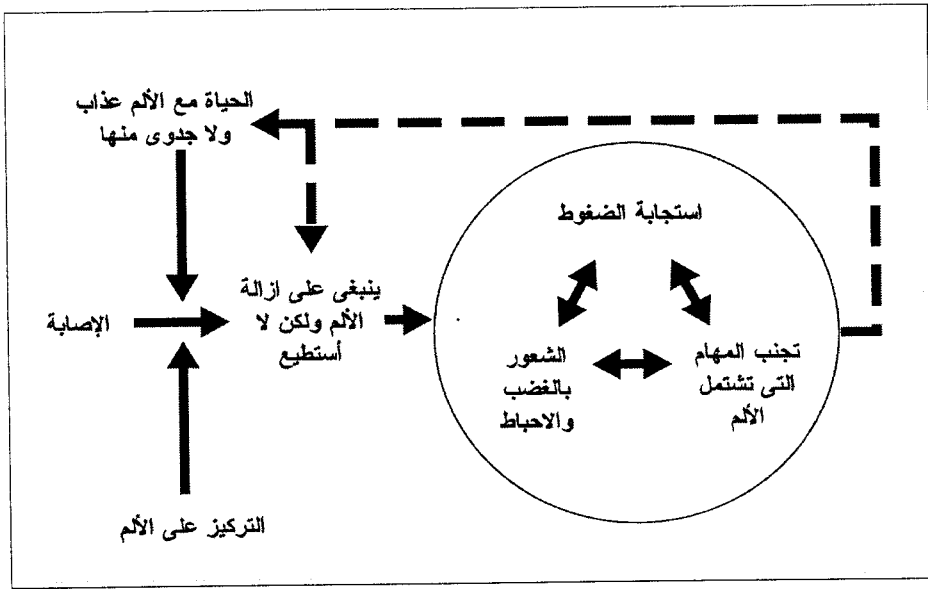 الحياة مع الألم عذاب
ولا جدوى منها
استجابة الضغوط
الإصابة
ينبغى على ازالة
الألم ولكن لا
أستطيع
الشعور
بالغضب
والاحباط
تجنب المهام
التى تشتمل
الألم
التركيز على الألم